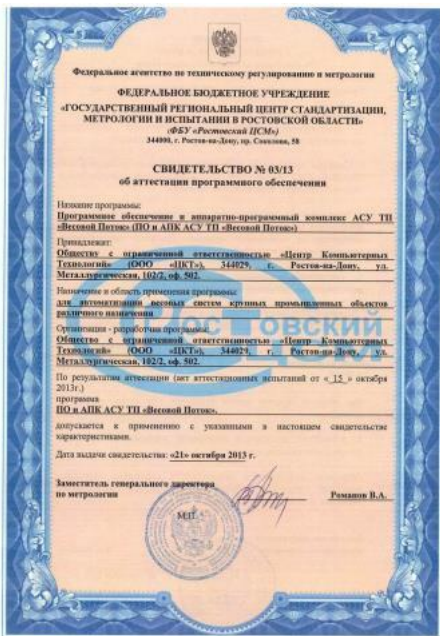 Федеральное агентство по техническому регулированию и метрологии
ФЕДЕРАЛЬНОЕ БЮДЖЕТНОЕ УЧРЕЖДЕНИЕ
«ГОСУДАРСТВЕННЫЙ РЕГИОНАЛЬНЫЙ ЦЕНТР СТАНДАРТИЗАЦИИ,
МЕТРОЛОГИИ И ИСПЫТАНИЙ В РОСТОВСКОЙ ОБЛАСТИ»
(ФБУ «Ростовский ЦСМ»)
344000, г. Ростов-на-Дону, пр. Соколова, 58
СВИДЕТЕЛЬСТВО № 03/13
об аттестации программного обеспечения
Название программы:
Программное обеспечение и аппаратно-программный комплекс АСУ ТП
«Весовой Поток» (ПО и АПК АСУ ТП «Весовой Поток»)
Принадлежит:
Обществу с ограниченной ответственностью «Центр Компьютерных
Технологий» (ООО «ЦКТ»), 344029, г. Ростов-на-Дону, ул.
Металлургическая, 102/2, оф. 502.
Назначение и область применения программы:
для автоматизации весовых систем крупных промышленных объектов
различного назначения
Организация - разработчик программы:
Общество с ограниченной ответственностью «Центр Компьютерных
Технологий» (ООО «ЦКТ»), 344029, г. Ростов-на-Дону, ул.
Металлургическая, 102/2, оф. 502.
По результатам аттестации (акт аттестационных испытаний от «15» октября
2013г.)
программа
ПО и АПК АСУ ТП «Весовой Поток».
допускается к применению с указанными в настоящем свидетельстве
характеристиками.
Дата выдачи свидетельства: «21» октября 2013 г.
Заместитель генерального директора
по метрологии
Романов В.А.
М.П.